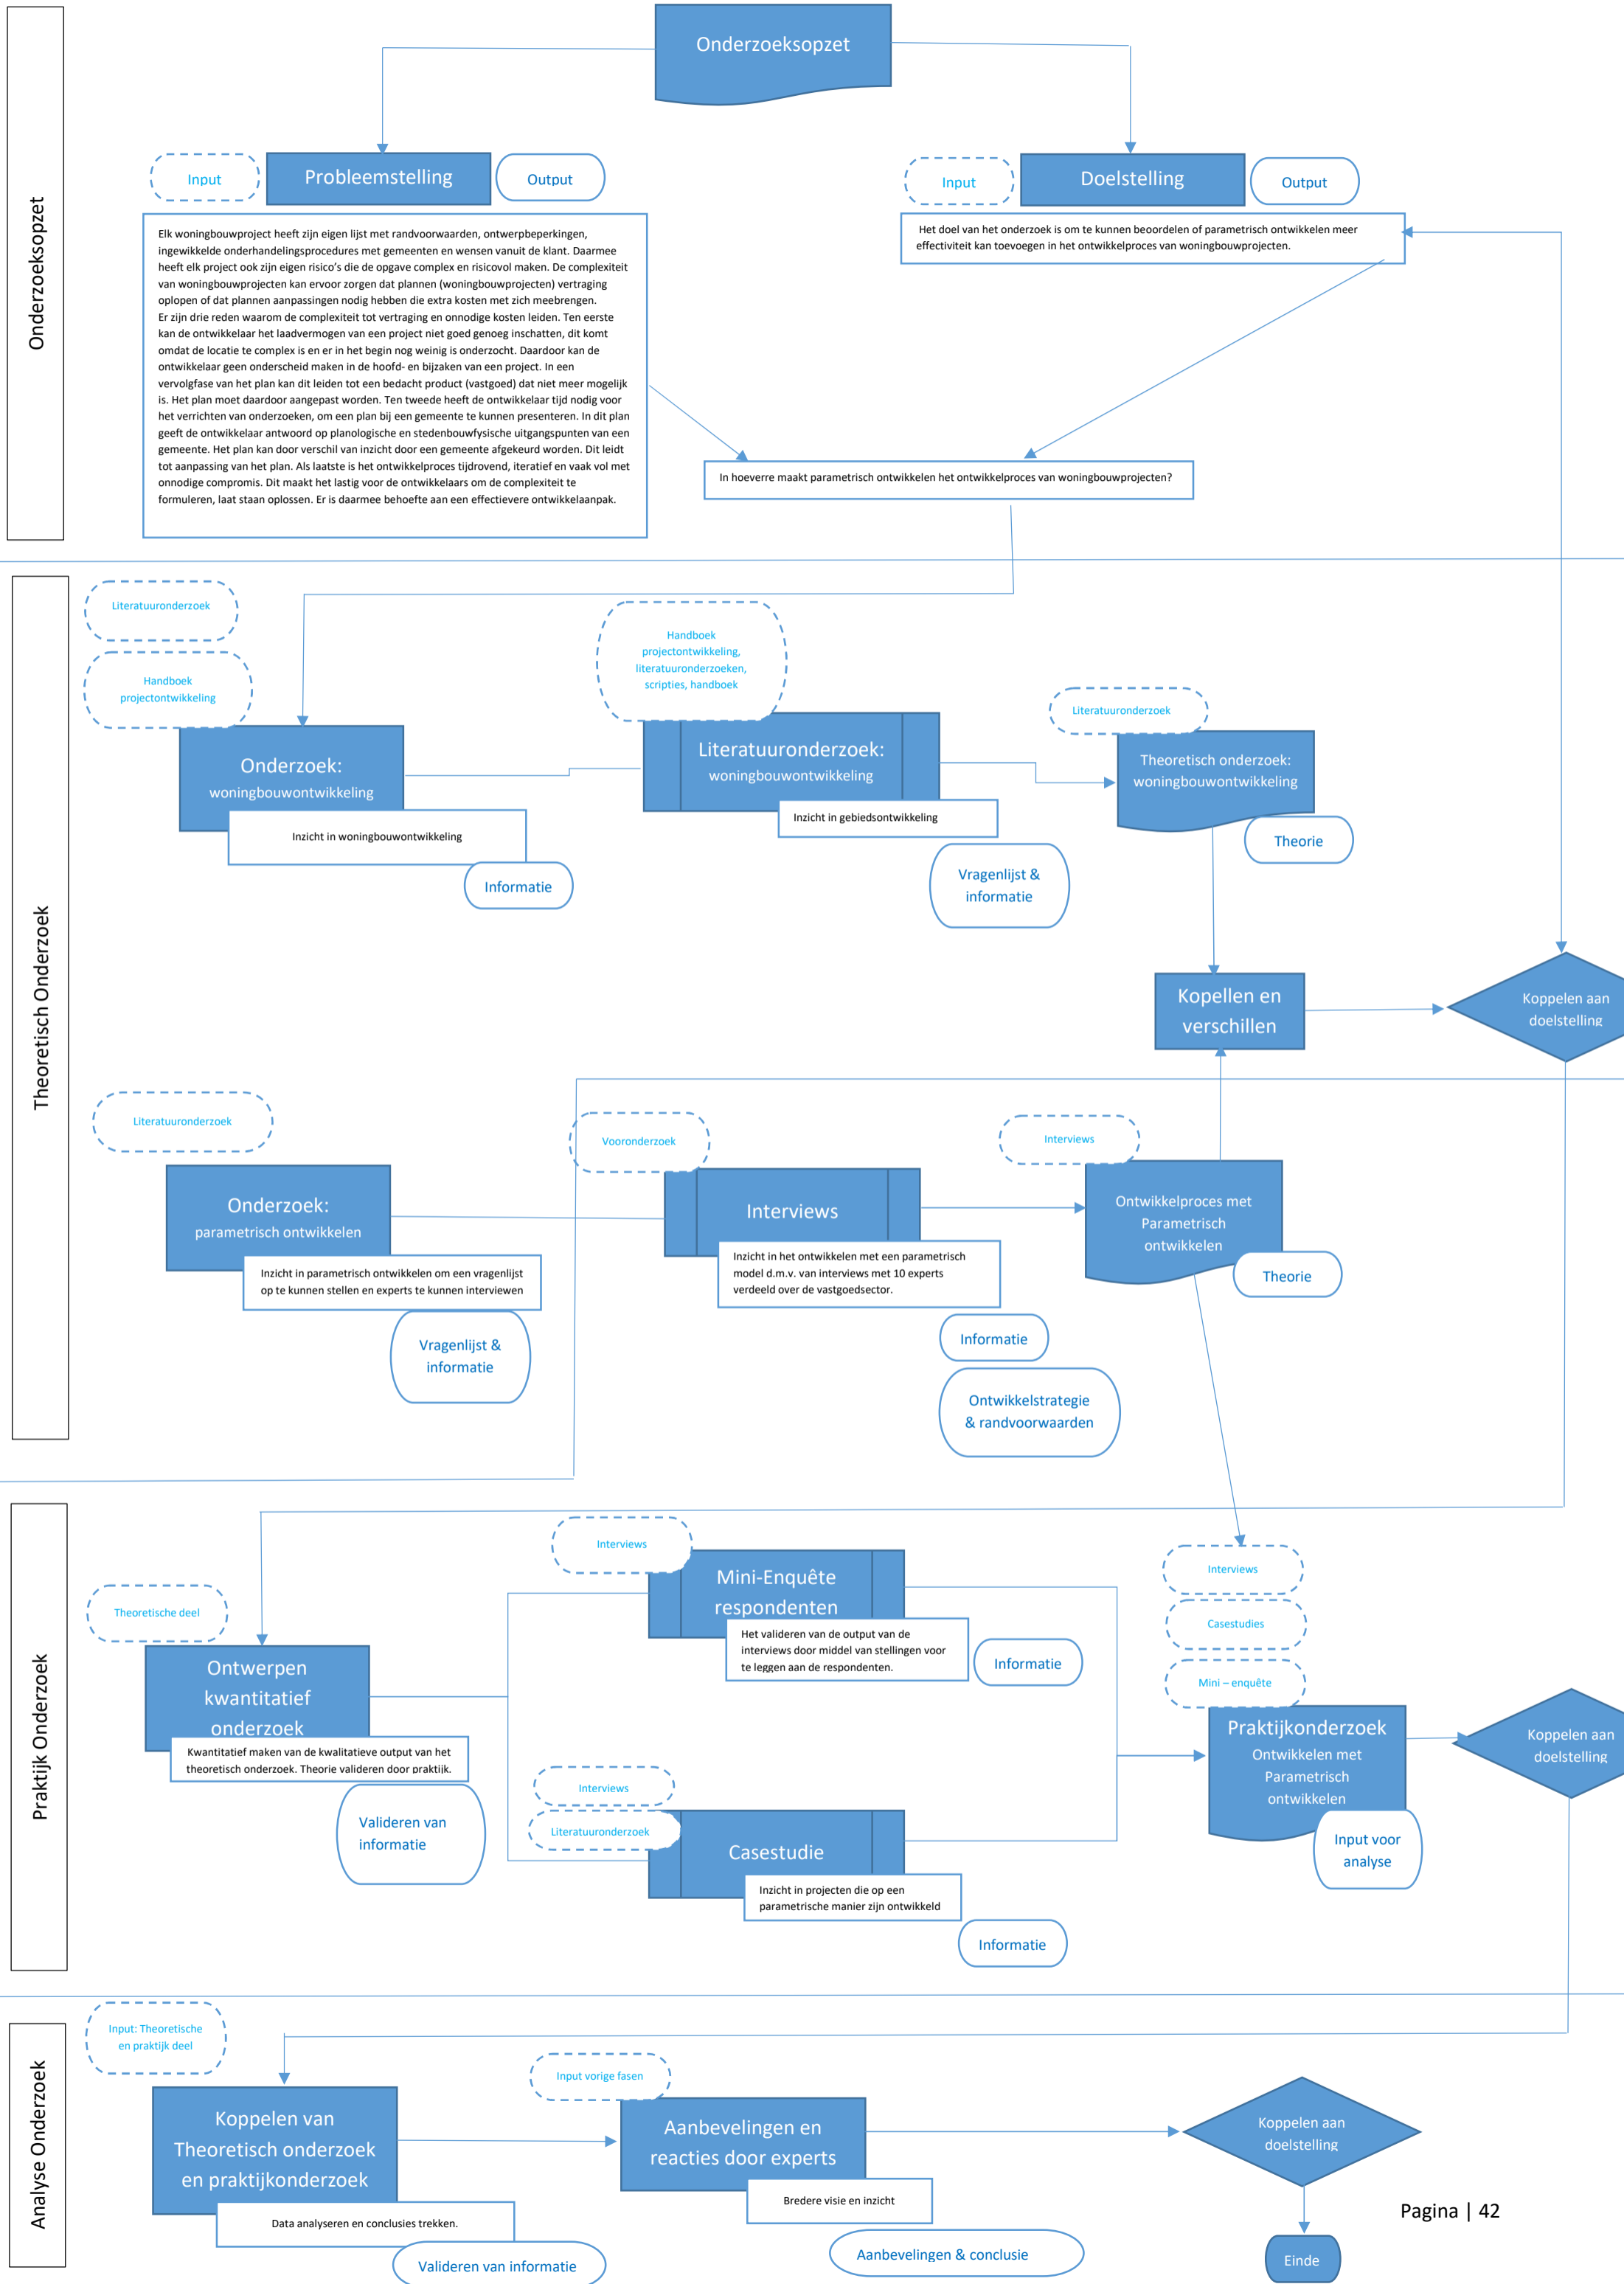 Onderzoeksopzet
Onderzoeksopzet
Input
Probleemstelling
Output
Input
Doelstelling
Output
Elk woningbouwproject heeft zijn eigen lijst met randvoorwaarden, ontwerpbeperkingen,
ingewikkelde onderhandelingsprocedures met gemeenten en wensen vanuit de klant. Daarmee
heeft elk project ook zijn eigen risico's die de opgave complex en risicovol maken. De complexiteit
van woningbouwprojecten kan ervoor zorgen dat plannen (woningbouwprojecten) vertraging
oplopen of dat plannen aanpassingen nodig hebben die extra kosten met zich meebrengen.
Er zijn drie reden waarom de complexiteit tot vertraging en onnodige kosten leiden. Ten eerste
kan de ontwikkelaar het laadvermogen van een project niet goed genoeg inschatten, dit komt
omdat de locatie te complex is en er in het begin nog weinig is onderzocht. Daardoor kan de
ontwikkelaar geen onderscheid maken in de hoofd- en bijzaken van een project. In een
vervolgfase van het plan kan dit leiden tot een bedacht product (vastgoed) dat niet meer mogelijk
is. Het plan moet daardoor aangepast worden. Ten tweede heeft de ontwikkelaar tijd nodig voor
het verrichten van onderzoeken, om een plan bij een gemeente te kunnen presenteren. In dit plan
geeft de ontwikkelaar antwoord op planologische en stedenbouwfysische uitgangspunten van een
gemeente. Het plan kan door verschil van inzicht door een gemeente afgekeurd worden. Dit leidt
tot aanpassing van het plan. Als laatste is het ontwikkelproces tijdrovend, iteratief en vaak vol met
onnodige compromis. Dit maakt het lastig voor de ontwikkelaars om de complexiteit te
formuleren, laat staan oplossen. Er is daarmee behoefte aan een effectievere ontwikkelaanpak.
Het doel van het onderzoek is om te kunnen beoordelen of parametrisch ontwikkelen meer
effectiviteit kan toevoegen in het ontwikkelproces van woningbouwprojecten.
In hoeverre maakt parametrisch ontwikkelen het ontwikkelproces van woningbouwprojecten?
Theoretisch Onderzoek
Literatuuronderzoek
Handboek
projectontwikkeling
Onderzoek:
woningbouwontwikkeling
Inzicht in woningbouwontwikkeling
Informatie
Handboek
projectontwikkeling,
literatuuronderzoeken,
scripties, handboek
Literatuuronderzoek:
woningbouwontwikkeling
Inzicht in gebiedsontwikkeling
Vragenlijst &
informatie
Literatuuronderzoek
Theoretisch onderzoek:
woningbouwontwikkeling
Theorie
Kopellen en
verschillen
Koppelen aan
doelstelling
Literatuuronderzoek
Onderzoek:
parametrisch ontwikkelen
Inzicht in parametrisch ontwikkelen om een vragenlijst
op te kunnen stellen en experts te kunnen interviewen
Vragenlijst &
informatie
Vooronderzoek
Interviews
Inzicht in het ontwikkelen met een parametrisch
model d.m.v. van interviews met 10 experts
verdeeld over de vastgoedsector.
Informatie
Ontwikkelstrategie
& randvoorwaarden
Interviews
Ontwikkelproces met
Parametrisch
ontwikkelen
Theorie
Praktijk Onderzoek
Theoretische deel
Ontwerpen
kwantitatief
onderzoek
Kwantitatief maken van de kwalitatieve output van het
theoretisch onderzoek. Theorie valideren door praktijk.
Valideren van
informatie
Interviews
Mini-Enquête
respondenten
Het valideren van de output van de
interviews door middel van stellingen voor
te leggen aan de respondenten.
Informatie
Interviews
Literatuuronderzoek
Casestudie
Inzicht in projecten die op een
parametrische manier zijn ontwikkeld
Informatie
Interviews
Casestudies
Mini – enquête
Praktijkonderzoek
Ontwikkelen met
Parametrisch
ontwikkelen
Input voor
analyse
Koppelen aan
doelstelling
Analyse Onderzoek
Input: Theoretische
en praktijk deel
Koppelen van
Theoretisch onderzoek
en praktijkonderzoek
Data analyseren en conclusies trekken.
Valideren van informatie
Input vorige fasen
Aanbevelingen en
reacties door experts
Bredere visie en inzicht
Aanbevelingen & conclusie
Koppelen aan
doelstelling
Einde
Pagina | 42